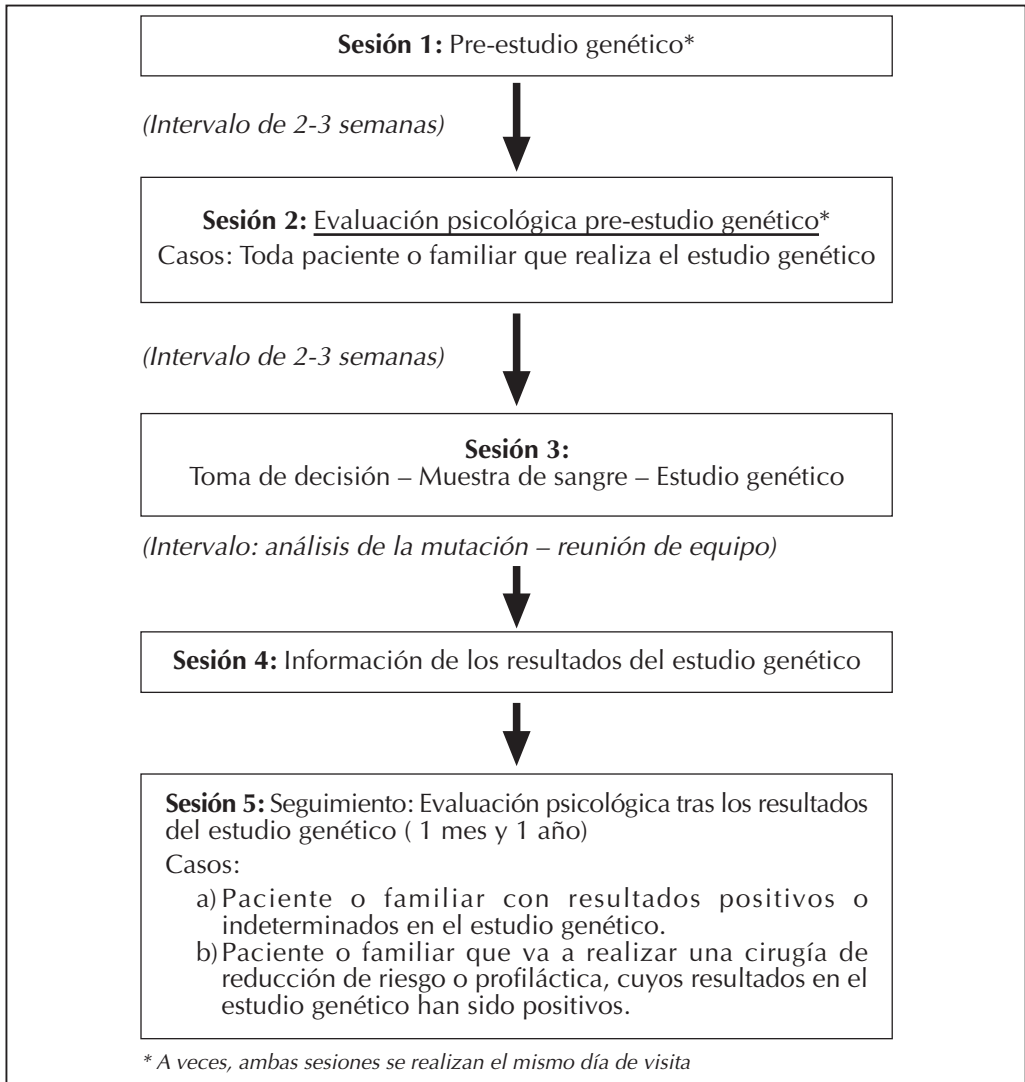 Sesión 1: Pre-estudio genético*
(Intervalo de 2-3 semanas)
Sesión 2: Evaluación psicológica pre-estudio genético*
Casos: Toda paciente o familiar que realiza el estudio genético
(Intervalo de 2-3 semanas)
Sesión 3:
Toma de decisión – Muestra de sangre – Estudio genético
(Intervalo: análisis de la mutación – reunión de equipo)
Sesión 4: Información de los resultados del estudio genético
Sesión 5: Seguimiento: Evaluación psicológica tras los resultados
del estudio genético ( 1 mes y 1 año)
Casos:
a) Paciente o familiar con resultados positivos o
indeterminados en el estudio genético.
b) Paciente o familiar que va a realizar una cirugía de
reducción de riesgo o profiláctica, cuyos resultados en el
estudio genético han sido positivos.
* A veces, ambas sesiones se realizan el mismo día de visita